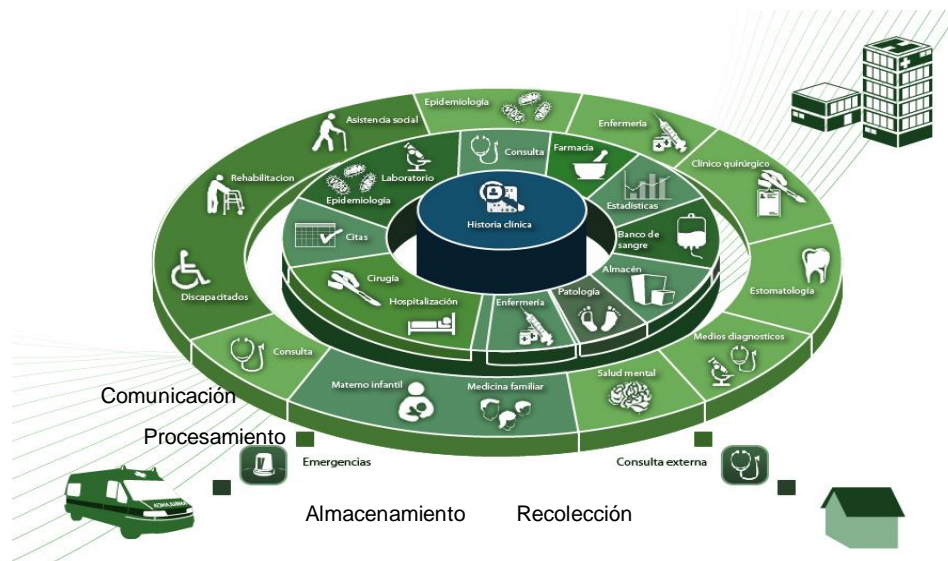 Epidemiología
Asistencia social
Enfermería
Consulta
Farmacia
Clínico quirúrgico
Laboratorio
Rehabilitacion
Epidemiología
Estadísticas
Historia clínica
Citas
Banco de
sangre
Almacén
Cirugía
Patología
Estomatología
Discapacitados
Hospitalización
Enfermería
Medios diagnosticos
Consulta
Salud mental
Materno infantil
Medicina familiar
Comunicación
Procesamiento
Emergencias
Consulta externa
Almacenamiento
Recolección